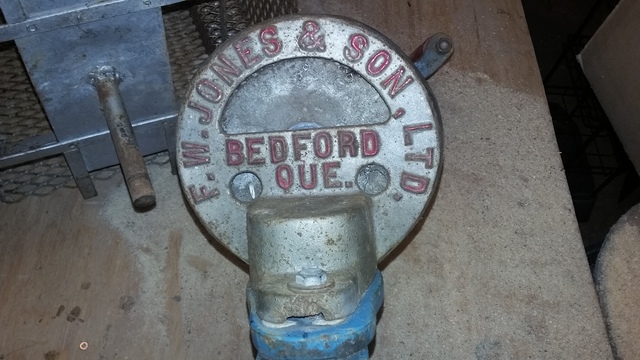 F. W. JONES & SON, LTD.
BEDFORD
QUE.